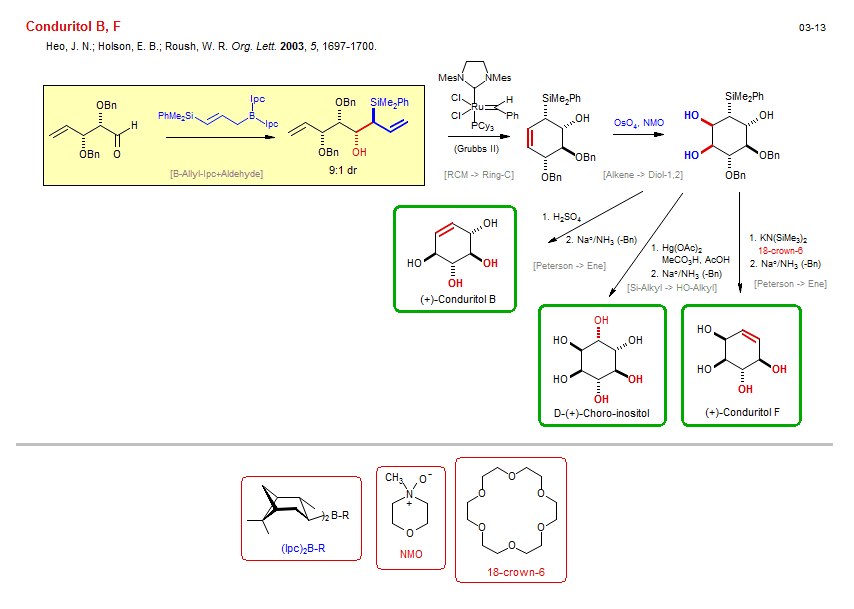 Conduritol B, F
03-13
Heo, J. N.; Holson, E. B.; Roush, W. R. Org. Lett. 2003, 5, 1697-1700.
OBn
H
OBn
O
PhMe2Si
Ipc
B
Ipc
[B-Allyl-Ipc+Aldehyde]
OBn
SiMe2Ph
OBn
OH
9:1 dr
MesN
NMes
Cl
Cl
Ru
H
Ph
PCy3
(Grubbs II)
[RCM -> Ring-C]
SiMe2Ph
OH
OBn
OBn
OsO4, NMO
[Alkene -> Diol-1,2]
SiMe2Ph
HO
OH
HO
OBn
OBn
1. H2SO4
2. Na°/NH3 (-Bn)
[Peterson -> Ene]
1. Hg(OAc)2
MeCO3H, AcOH
2. Na°/NH3 (-Bn)
[Si-Alkyl -> HO-Alkyl]
1. KN(SiMe3)2
18-crown-6
2. Na°/NH3 (-Bn)
[Peterson -> Ene]
OH
HO
OH
OH
(+)-Conduritol B
OH
HO
OH
HO
OH
OH
D-(+)-Choro-inositol
HO
HO
OH
OH
(+)-Conduritol F
)2 B-R
(Ipc)2B-R
CH3
O-
N
+
O
NMO
O
O
O
O
O
O
18-crown-6